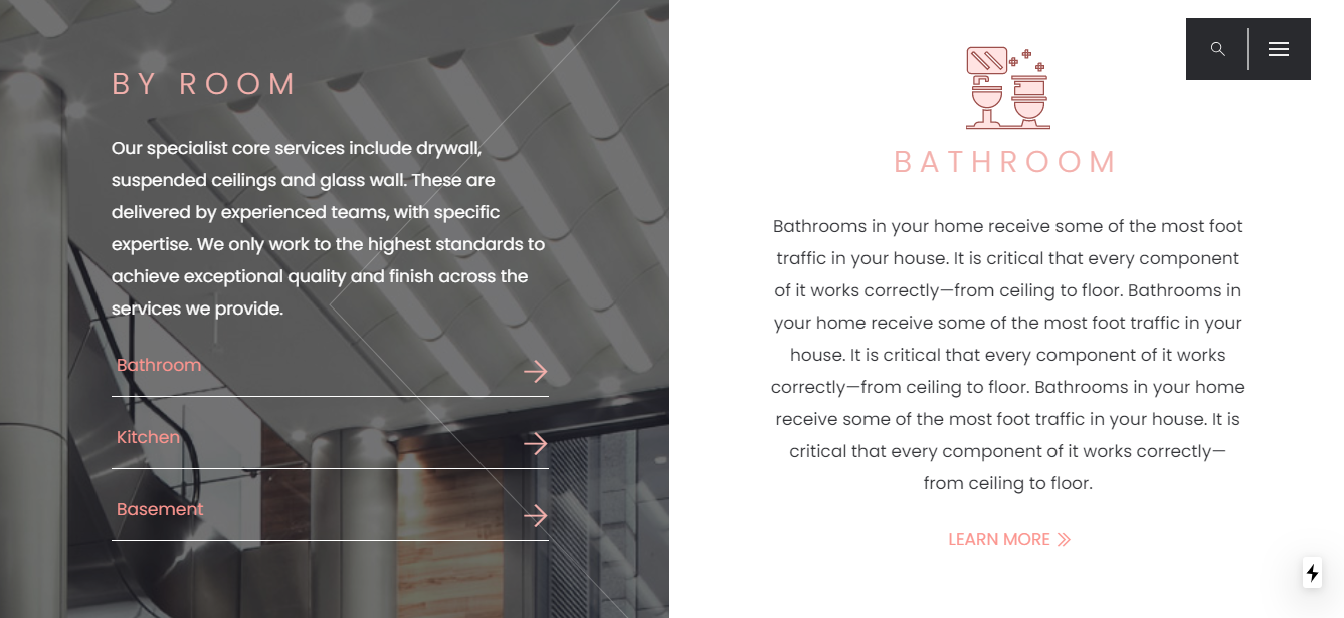 BY ROOM
Our specialist core services include drywall,
suspended ceilings and glass wall. These are
delivered by experienced teams, with specific
expertise. We only work to the highest standards to
achieve exceptional quality and finish across the
services we provide.
Bathroom
Kitchen
Basement
BATHROOM
Bathrooms in your home receive some of the most foot
traffic in your house. It is critical that every component
of it works correctly—from ceiling to floor. Bathrooms in
your home receive some of the most foot traffic in your
house. It is critical that every component of it works
correctly—from ceiling to floor. Bathrooms in your home
receive some of the most foot traffic in your house. It is
critical that every component of it works correctly—
from ceiling to floor.
LEARN MORE